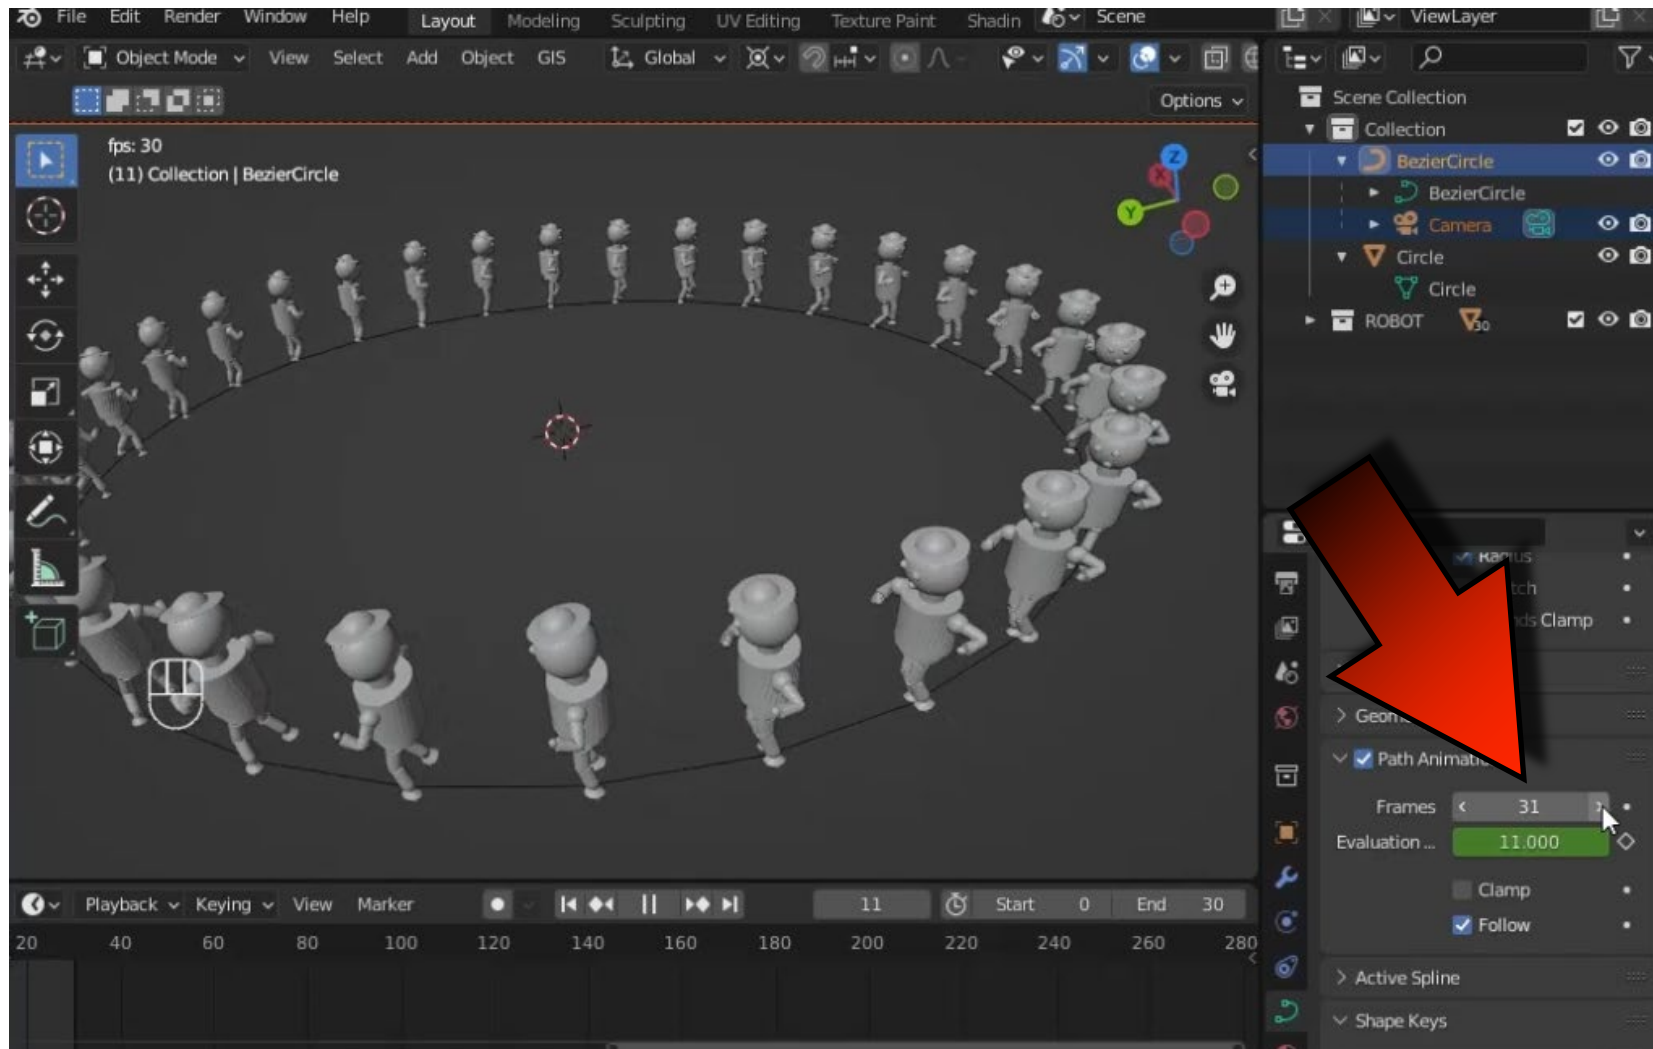 File Edit Render Window Help Layout Modeling Sculpting UV Editing Texture Paint Shadin Scene ViewLayer
Object Mode View Select Add Object GIS Global
Options
fps: 30
(11) Collection | BezierCircle
Z
X
Y
Scene Collection
Collection
BezierCircle
BezierCircle
Camera
Circle
Circle
ROBOT 30
Radius
Clamp
Path Animatio
Frames 31
Evaluation ... 11.000
Clamp
Follow
Active Spline
Shape Keys
Playback Keying View Marker 11 Start 0 End 30
20 40 60 80 100 120 140 160 180 200 220 240 260 280